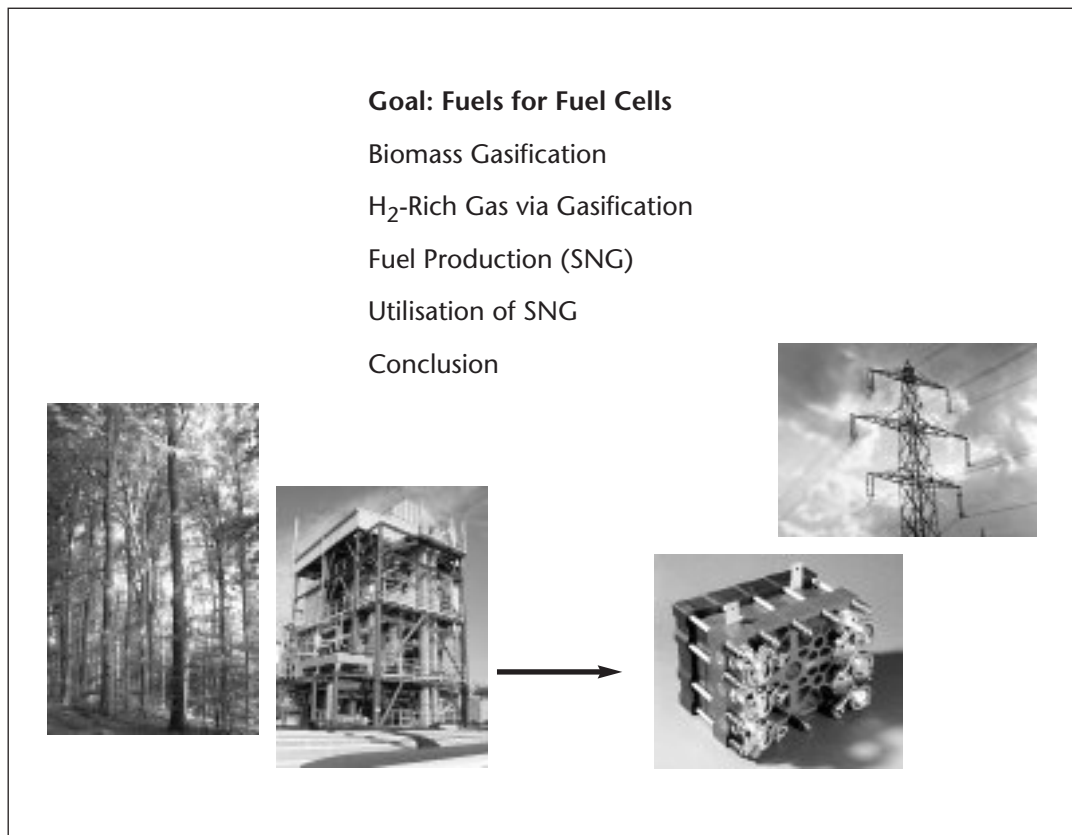 Goal: Fuels for Fuel Cells
Biomass Gasification
H₂-Rich Gas via Gasification
Fuel Production (SNG)
Utilisation of SNG
Conclusion